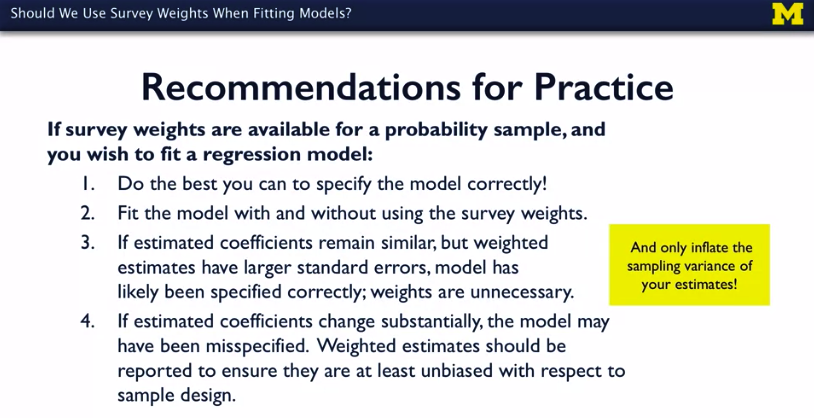 Should We Use Survey Weights When Fitting Models?
M
Recommendations for Practice
If survey weights are available for a probability sample, and
you wish to fit a regression model:
1. Do the best you can to specify the model correctly!
2. Fit the model with and without using the survey weights.
3. If estimated coefficients remain similar, but weighted
estimates have larger standard errors, model has
likely been specified correctly; weights are unnecessary.
And only inflate the
sampling variance of
your estimates!
4. If estimated coefficients change substantially, the model may
have been misspecified. Weighted estimates should be
reported to ensure they are at least unbiased with respect to
sample design.